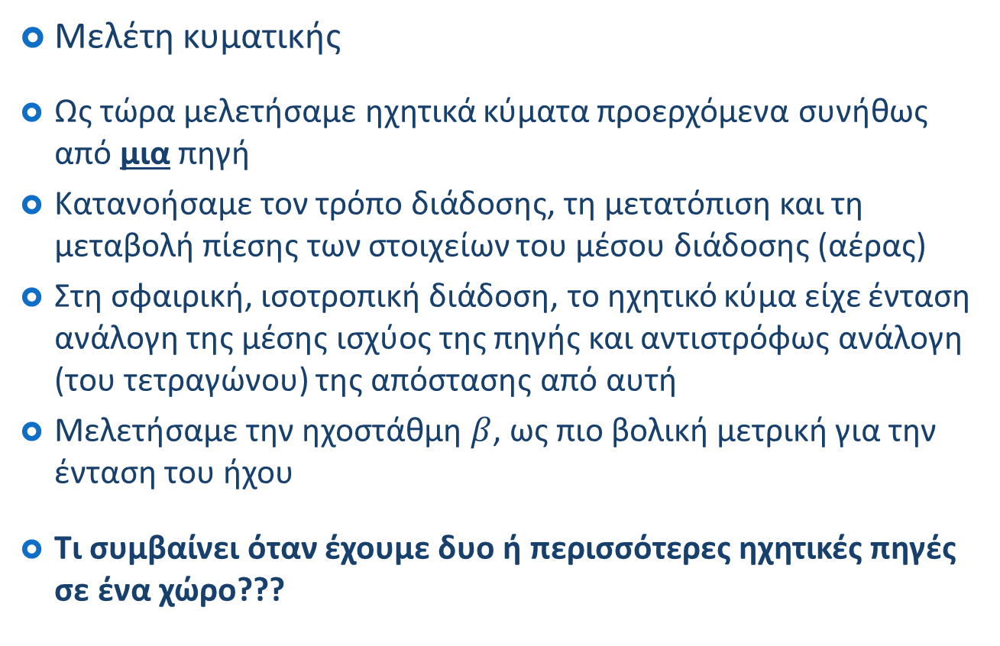 Μελέτη κυματικής
Ως τώρα μελετήσαμε ηχητικά κύματα προερχόμενα συνήθως
από μια πηγή
Κατανοήσαμε τον τρόπο διάδοσης, τη μετατόπιση και τη
μεταβολή πίεσης των στοιχείων του μέσου διάδοσης (αέρας)
Στη σφαιρική, ισοτροπική διάδοση, το ηχητικό κύμα είχε ένταση
ανάλογη της μέσης ισχύος της πηγής και αντιστρόφως ανάλογη
(του τετραγώνου) της απόστασης από αυτή
Μελετήσαμε την ηχοστάθμη β, ως πιο βολική μετρική για την
ένταση του ήχου
Τι συμβαίνει όταν έχουμε δυο ή περισσότερες ηχητικές πηγές
σε ένα χώρο???